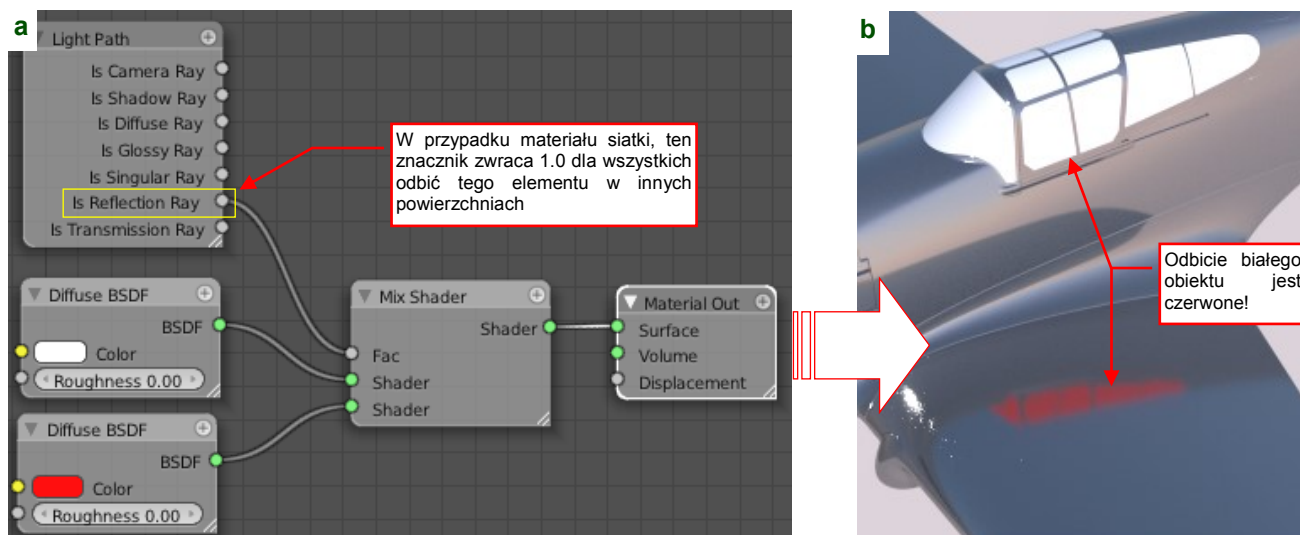 a
Light Path
Is Camera Ray
Is Shadow Ray
Is Diffuse Ray
Is Glossy Ray
Is Singular Ray
Is Reflection Ray
Is Transmission Ray
W przypadku materiału siatki, ten
znacznik zwraca 1.0 dla wszystkich
odbić tego elementu w innych
powierzchniach
Diffuse BSDF
BSDF
Color
Roughness 0.00
Diffuse BSDF
BSDF
Color
Roughness 0.00
Mix Shader
Shader
Fac
Shader
Shader
Material Out
Surface
Volume
Displacement
b
Odbicie białego
obiektu jest
czerwone!